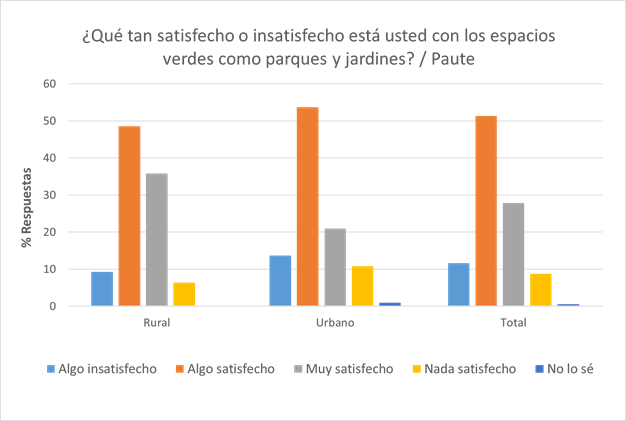 ¿Qué tan satisfecho o insatisfecho está usted con los espacios
verdes como parques y jardines? / Paute
60
50
40
30
20
10
0
% Respuestas
Rural
Urbano
Total
Algo insatisfecho
Algo satisfecho
Muy satisfecho
Nada satisfecho
No lo sé